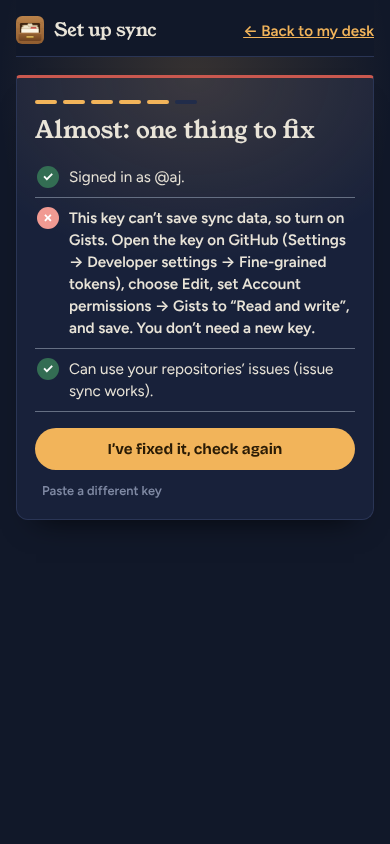 Set up sync
← Back to my desk
Almost: one thing to fix
Signed in as @aj.
This key can’t save sync data, so turn on
Gists. Open the key on GitHub (Settings
→ Developer settings → Fine-grained
tokens), choose Edit, set Account
permissions → Gists to “Read and write”,
and save. You don’t need a new key.
Can use your repositories’ issues (issue
sync works).
I’ve fixed it, check again
Paste a different key